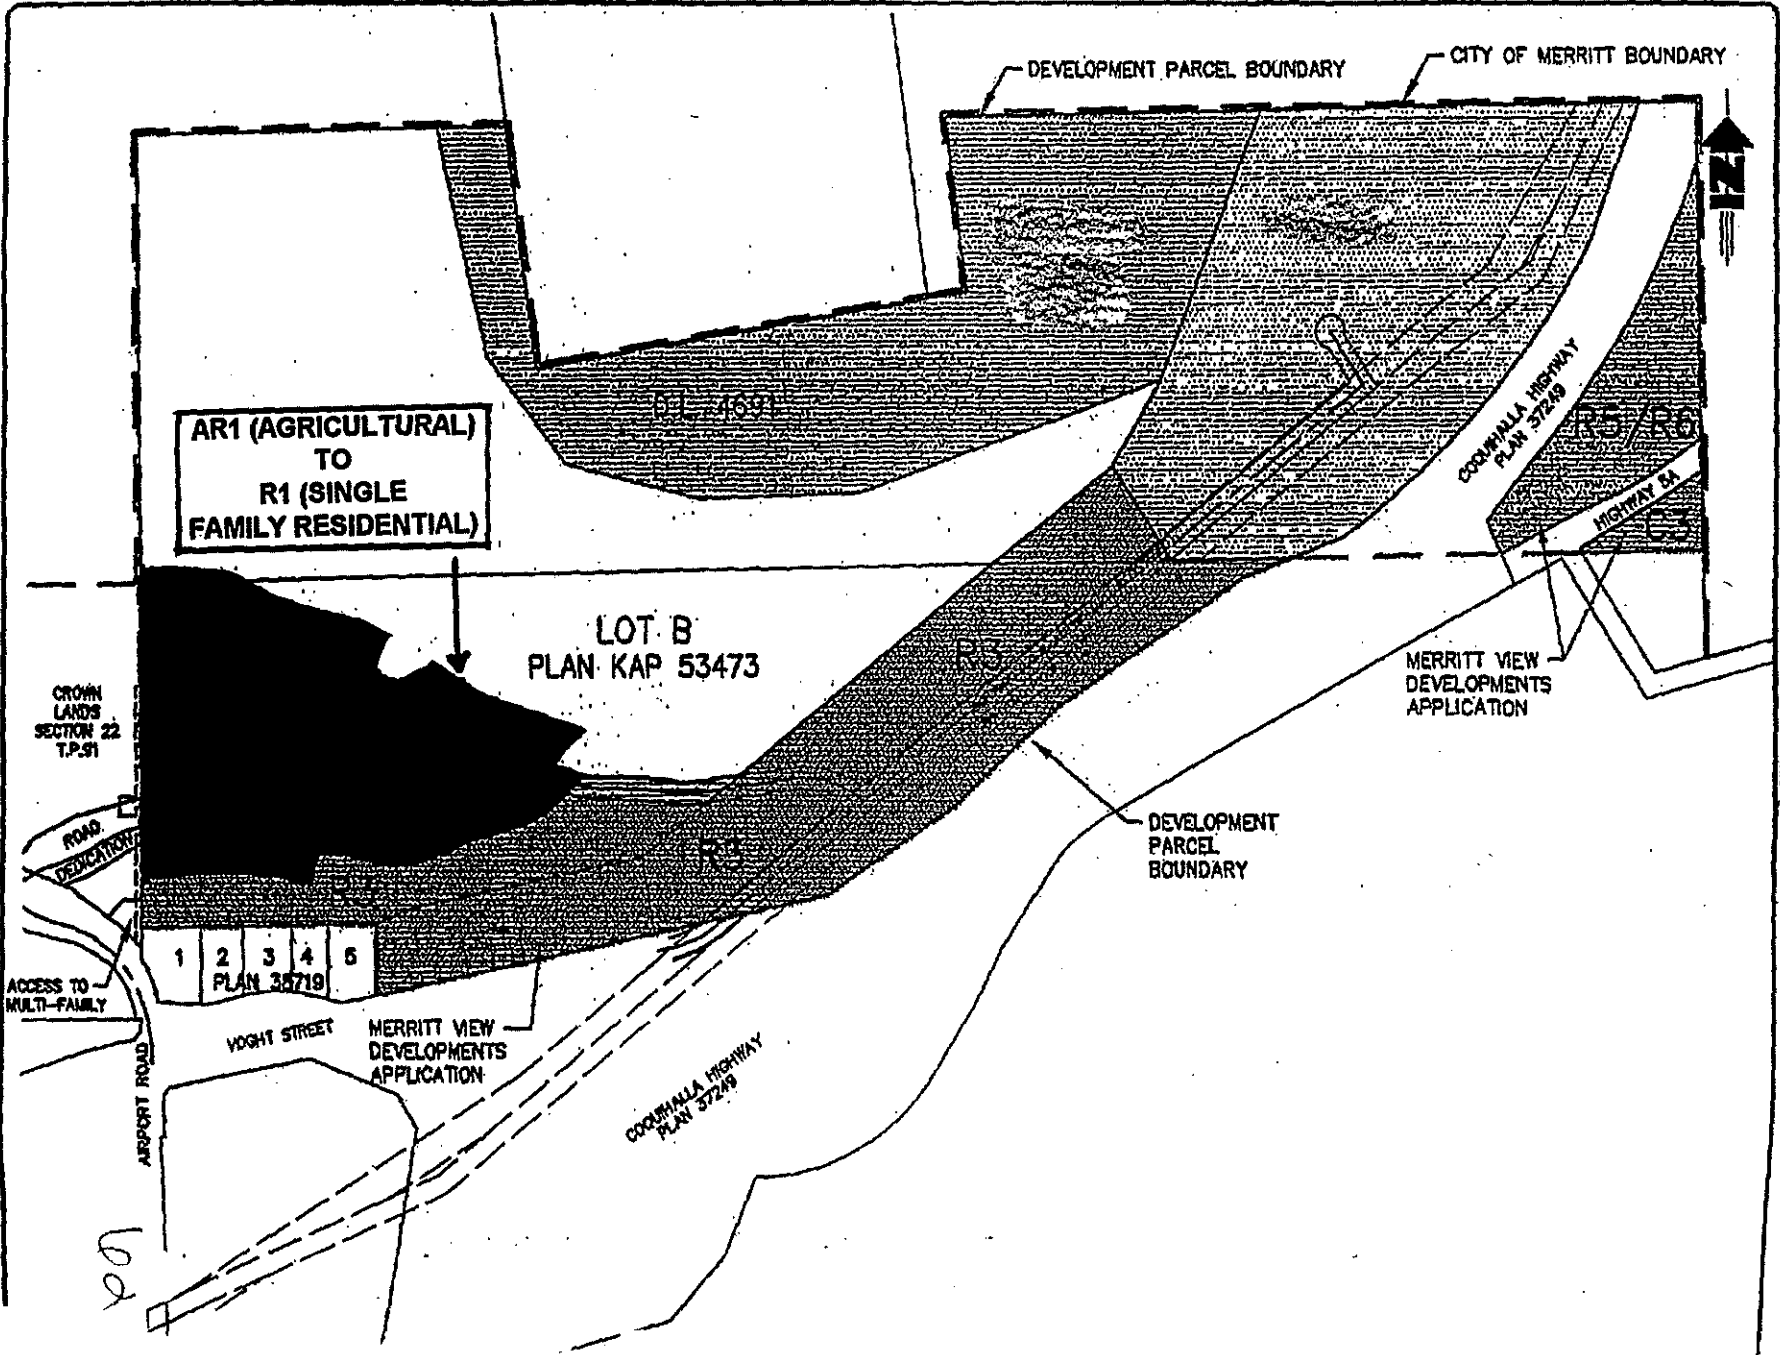 DEVELOPMENT PARCEL BOUNDARY
CITY OF MERRITT BOUNDARY
N
D.L. 4691
AR1 (AGRICULTURAL)
TO
R1 (SINGLE
FAMILY RESIDENTIAL)
COQUIHALLA HIGHWAY
PLAN 37249
R5/R6
HIGHWAY 5A
C3
LOT B
PLAN KAP 53473
R3
MERRITT VIEW
DEVELOPMENTS
APPLICATION
CROWN
LANDS
SECTION 22
T.P.91
ROAD
DEDICATION
R3
DEVELOPMENT
PARCEL
BOUNDARY
1 2 3 4 5
PLAN 35719
ACCESS TO
MULTI-FAMILY
VOGHT STREET
MERRITT VIEW
DEVELOPMENTS
APPLICATION
AIRPORT ROAD
COQUIHALLA HIGHWAY
PLAN 37249